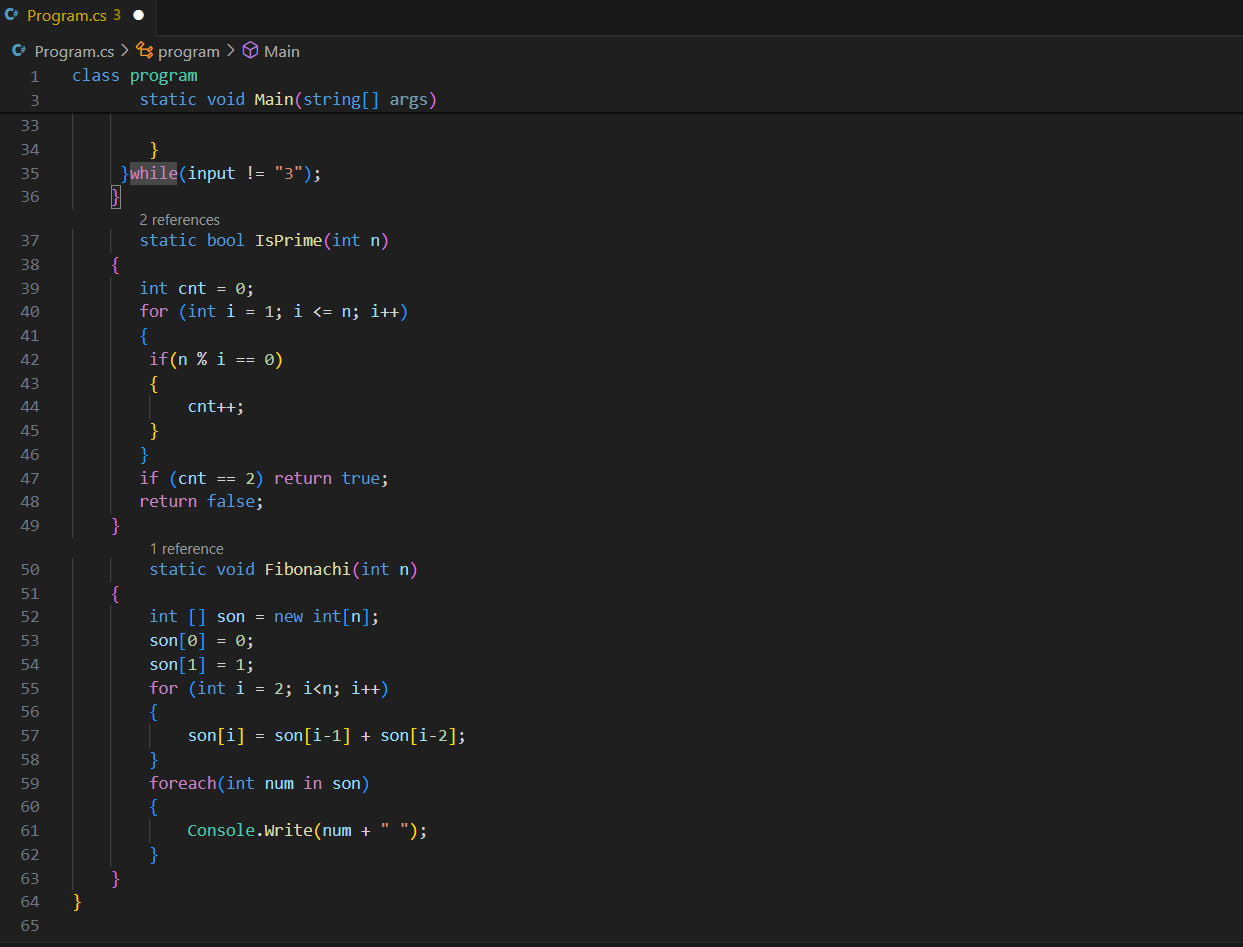 C# Program.cs 3
C# Program.cs > program > Main
1 class program
3 static void Main(string[] args)
33
34 }
35 }while(input != "3");
36 }
2 references
37 static bool IsPrime(int n)
38 {
39 int cnt = 0;
40 for (int i = 1; i <= n; i++)
41 {
42 if(n % i == 0)
43 {
44 cnt++;
45 }
46 }
47 if (cnt == 2) return true;
48 return false;
49 }
1 reference
50 static void Fibonachi(int n)
51 {
52 int [] son = new int[n];
53 son[0] = 0;
54 son[1] = 1;
55 for (int i = 2; i<n; i++)
56 {
57 son[i] = son[i-1] + son[i-2];
58 }
59 foreach(int num in son)
60 {
61 Console.Write(num + " ");
62 }
63 }
64 }
65